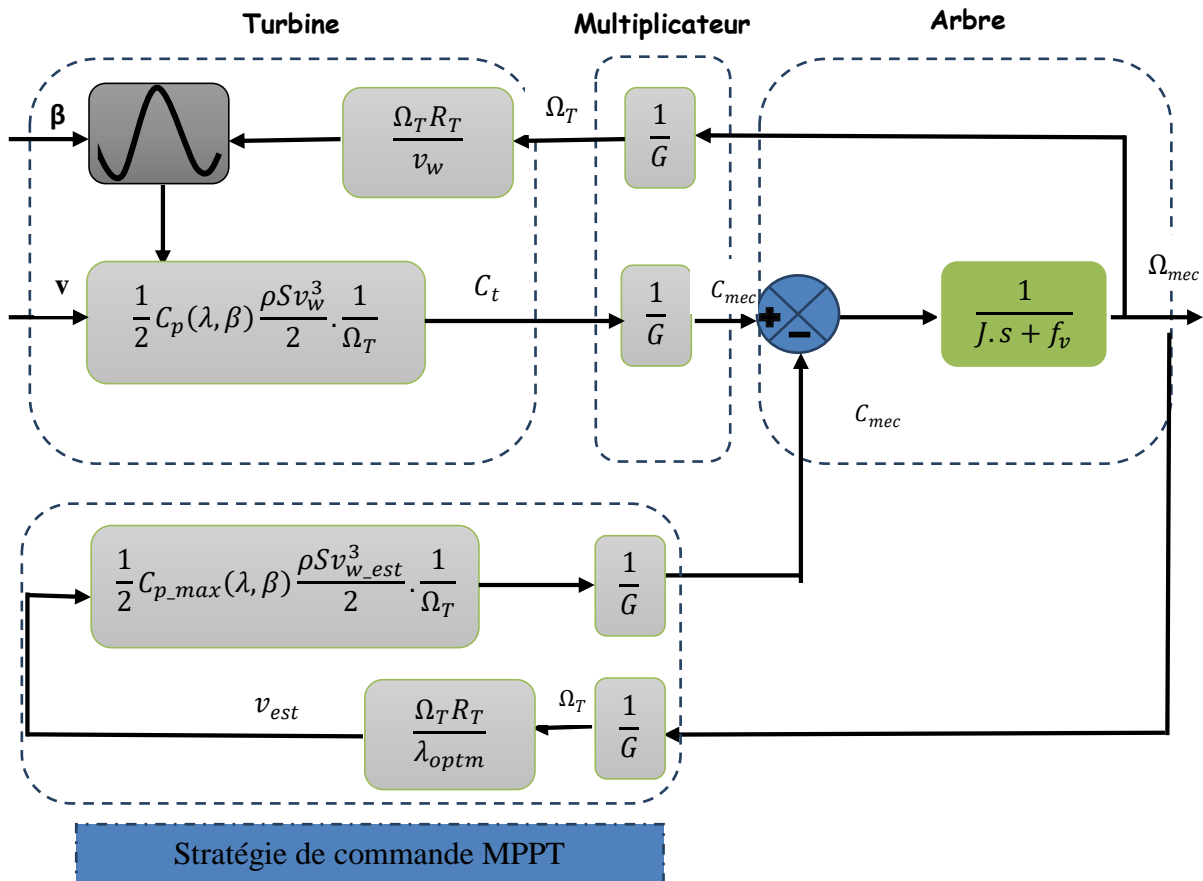 Turbine Multiplicateur Arbre
β
Ω_T R_T / v_w
Ω_T
1/G
v
1/2 C_p(λ, β) ρSv_w^3/2 . 1/Ω_T
C_t
1/G
C_mec
+
-
1/(J.s + f_v)
Ω_mec
C_mec
1/2 C_p_max(λ, β) ρSv_w_est^3/2 . 1/Ω_T
1/G
v_est
Ω_T R_T / λ_optm
Ω_T
1/G
Stratégie de commande MPPT